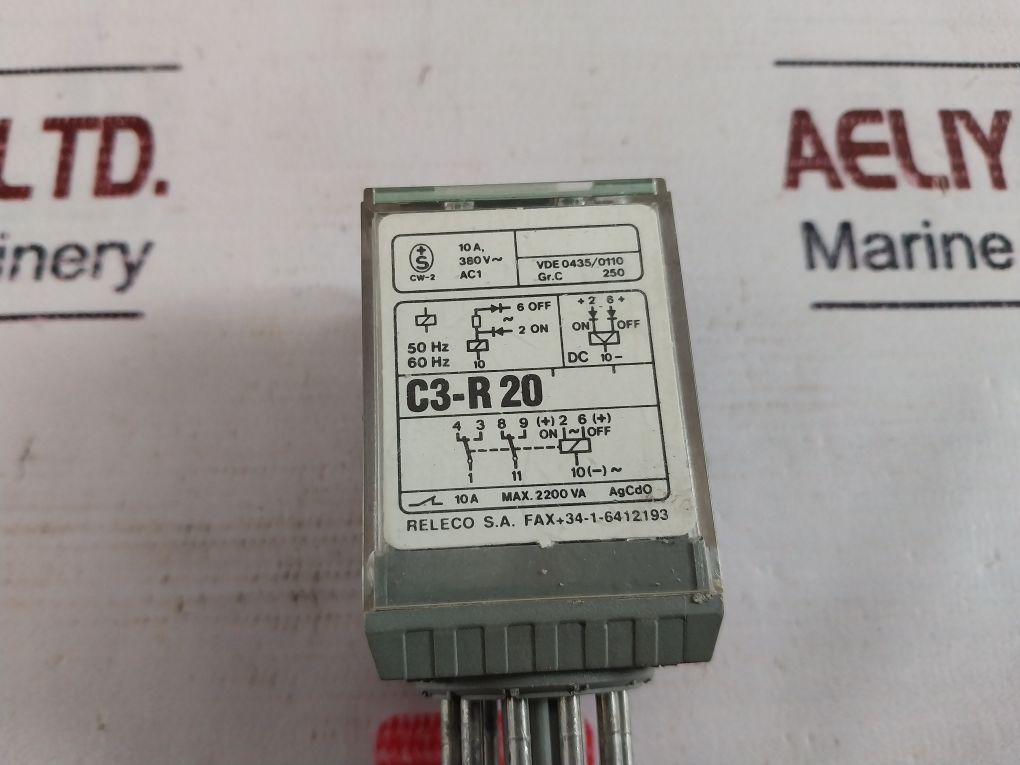 LTD.
inery
AELIY
Marine
+
S
CW-2
10 A,
380 V~
AC1
VDE 0435/0110
Gr.C 250
50 Hz
60 Hz
6 OFF
~
2 ON
10
+ 2 - 6 +
ON OFF
DC 10 -
C3-R 20
4 3 8 9 (+) 2 6 (+)
ON ~ OFF
1 11 10 (-) ~
10 A MAX. 2200 VA AgCdO
RELECO S.A. FAX+34-1-6412193